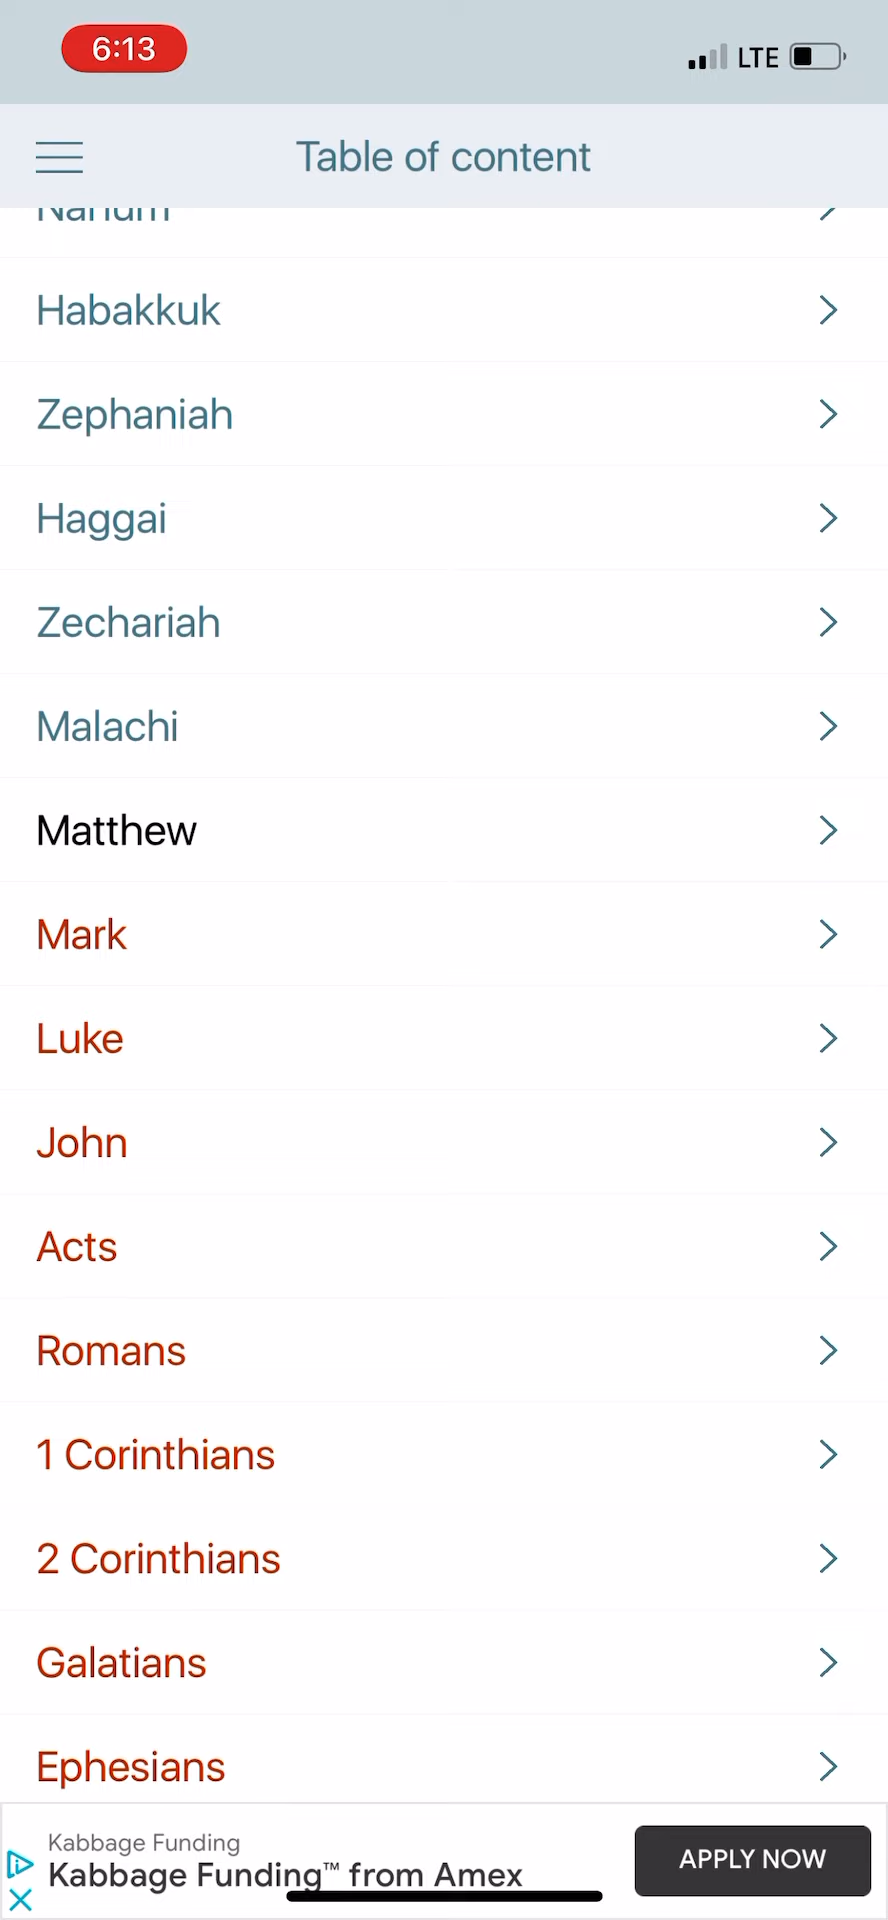 6:13
LTE
Table of content
Nahum
Habakkuk
Zephaniah
Haggai
Zechariah
Malachi
Matthew
Mark
Luke
John
Acts
Romans
1 Corinthians
2 Corinthians
Galatians
Ephesians
Kabbage Funding
Kabbage Funding™ from Amex
APPLY NOW